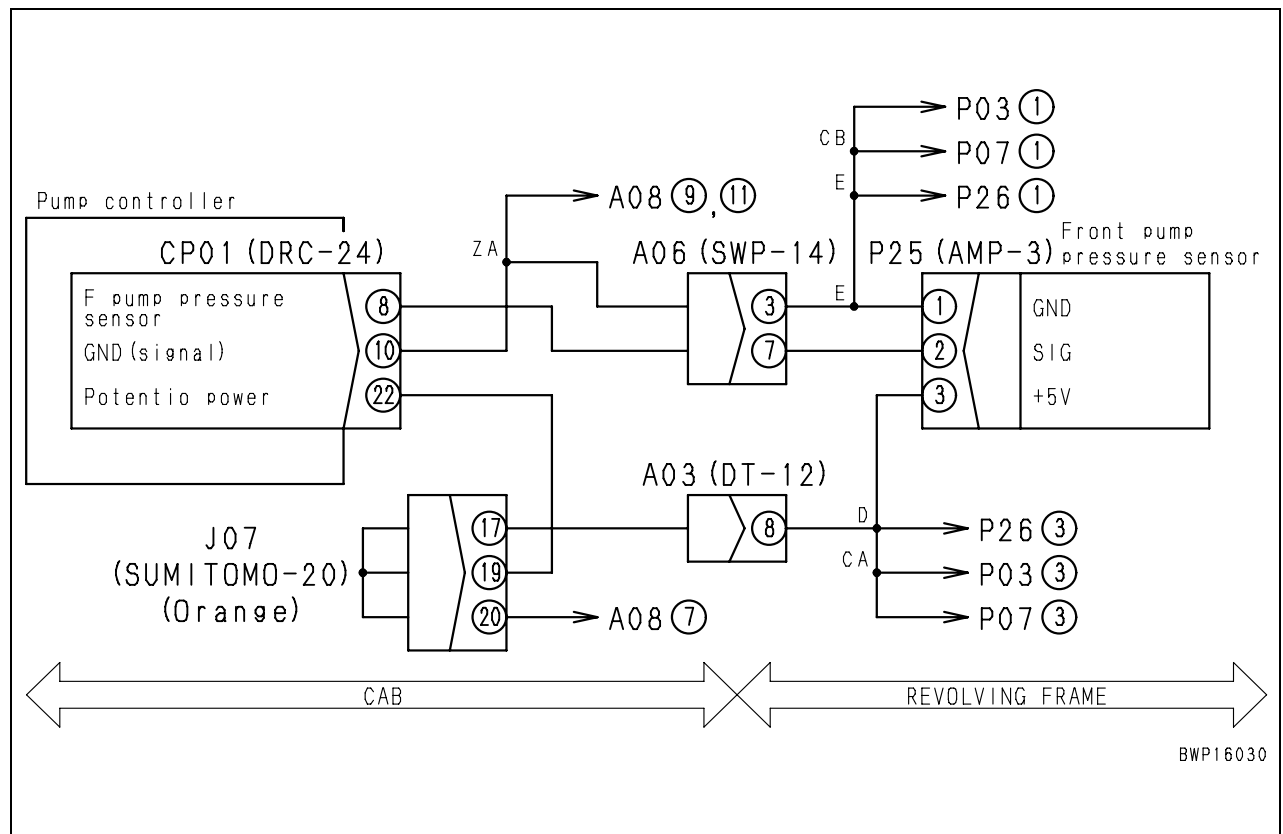 P03 ①
CB
P07 ①
E
P26 ①
A08 ⑨, ⑪
Pump controller
CP01 (DRC-24)
ZA
A06 (SWP-14)
P25 (AMP-3)
Front pump
pressure sensor
F pump pressure
sensor
⑧
③
E
①
GND
GND (signal)
⑩
⑦
②
SIG
Potentio power
㉒
③
+5V
A03 (DT-12)
J07
(SUMITOMO-20)
(Orange)
⑰
⑧
D
P26 ③
⑲
CA
P03 ③
⑳
A08 ⑦
P07 ③
CAB
REVOLVING FRAME
BWP16030